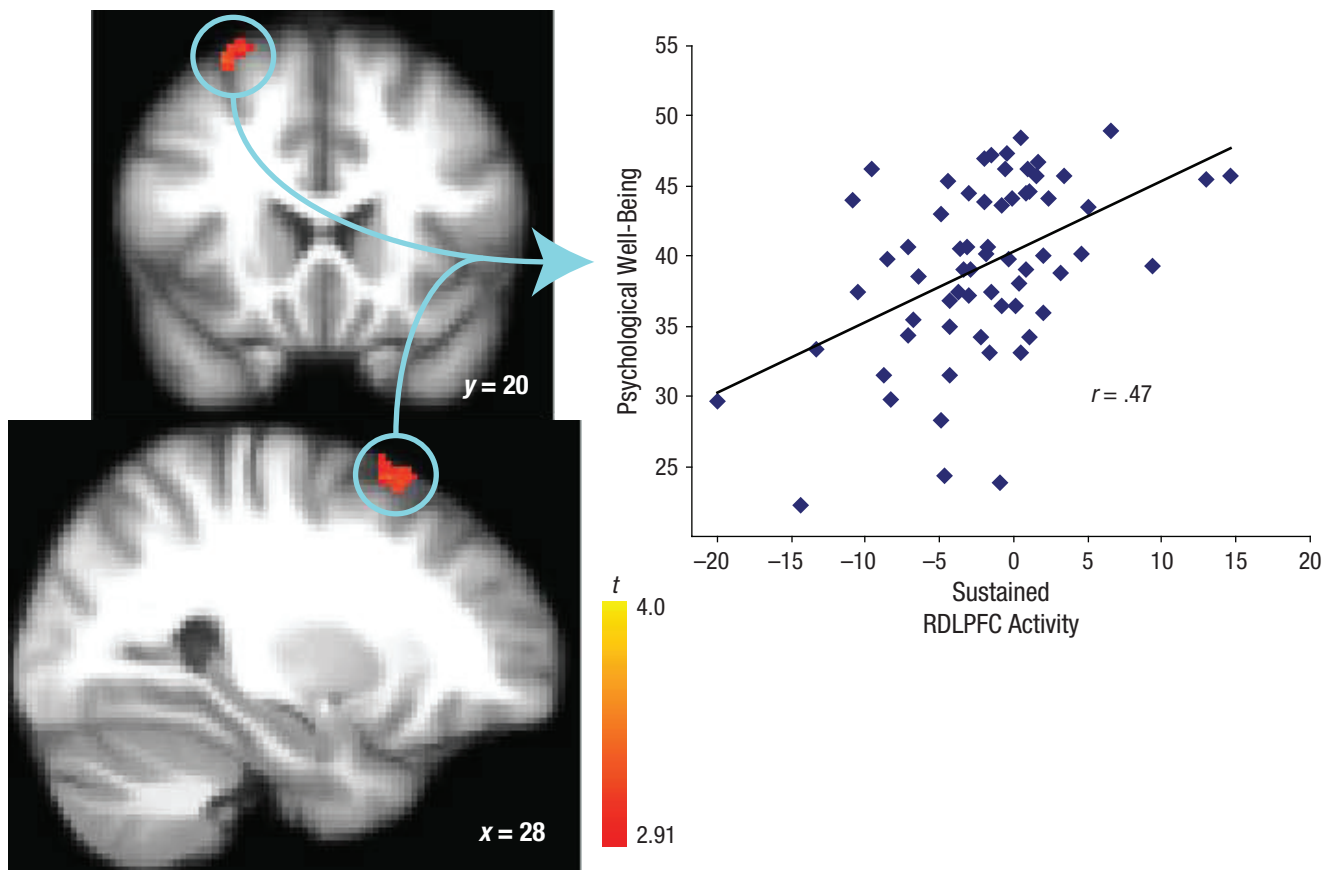 y = 20
x = 28
t
4.0
2.91
Psychological Well-Being
55
50
45
40
35
30
25
r = .47
–20
–15
–10
–5
0
5
10
15
20
Sustained
RDLPFC Activity